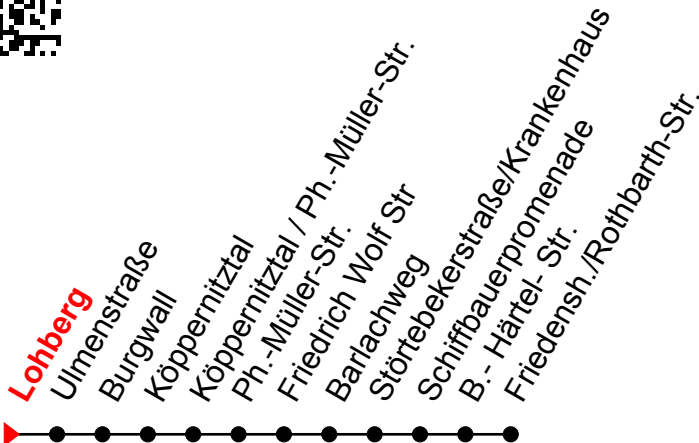 Lohberg
Ulmenstraße
Burgwall
Köppernitztal
Köppernitztal / Ph.-Müller-Str.
Ph.-Müller-Str.
Friedrich Wolf Str
Barlachweg
Störtebekerstraße/Krankenhaus
Schiffbauerpromenade
B.- Härtel- Str.
Friedensh./Rothbarth-Str.